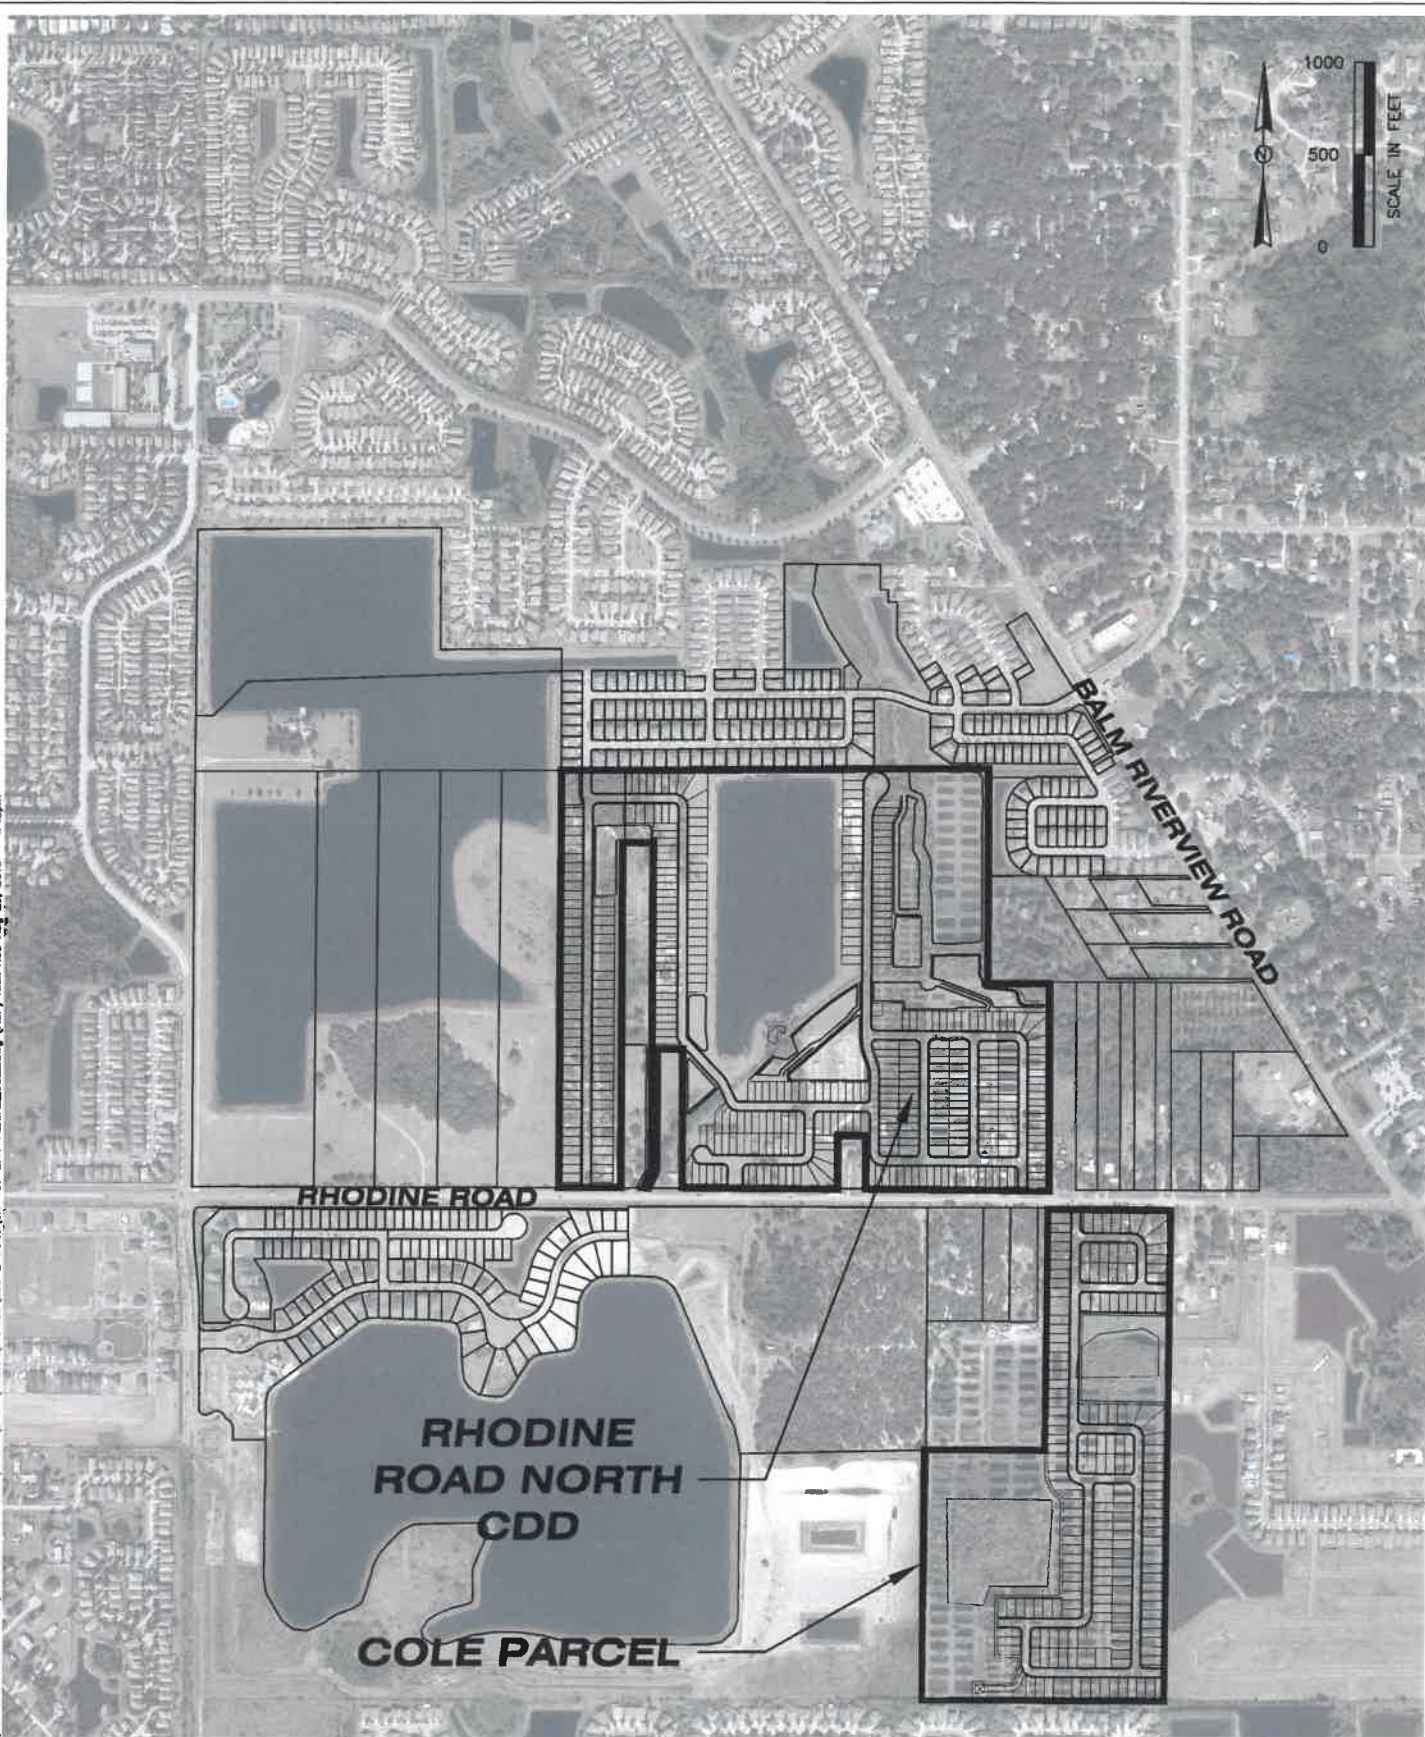 1000
500
0
SCALE IN FEET
BALM RIVERVIEW ROAD
RHODINE ROAD
RHODINE
ROAD NORTH
CDD
COLE PARCEL